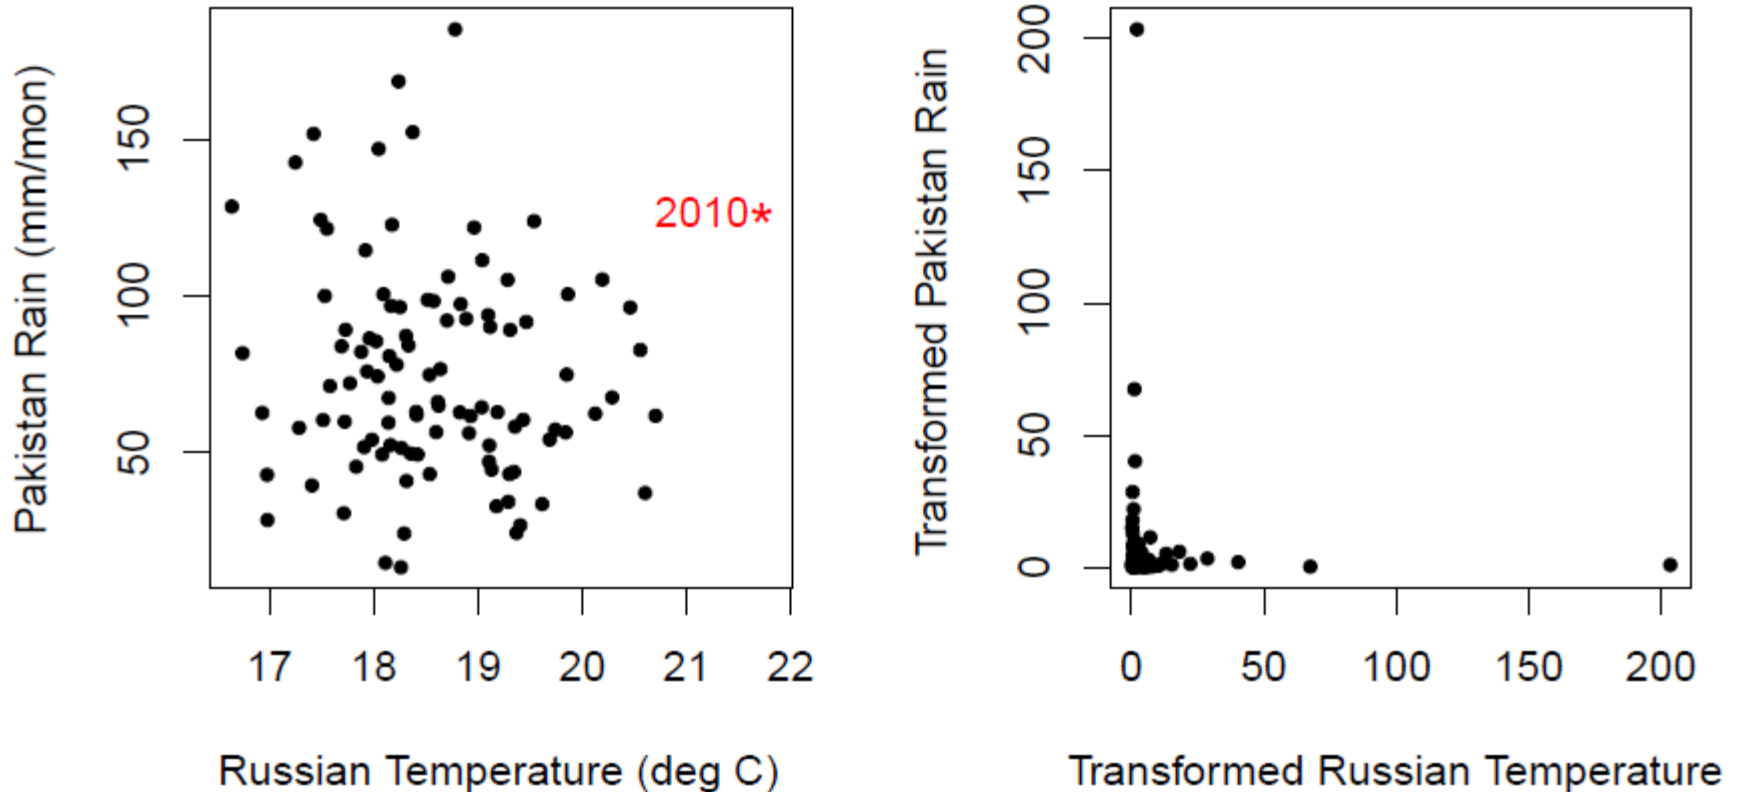 Pakistan Rain (mm/mon)
150
100
50
2010*
17 18 19 20 21 22
Russian Temperature (deg C)
Transformed Pakistan Rain
200
150
100
50
0
0 50 100 150 200
Transformed Russian Temperature